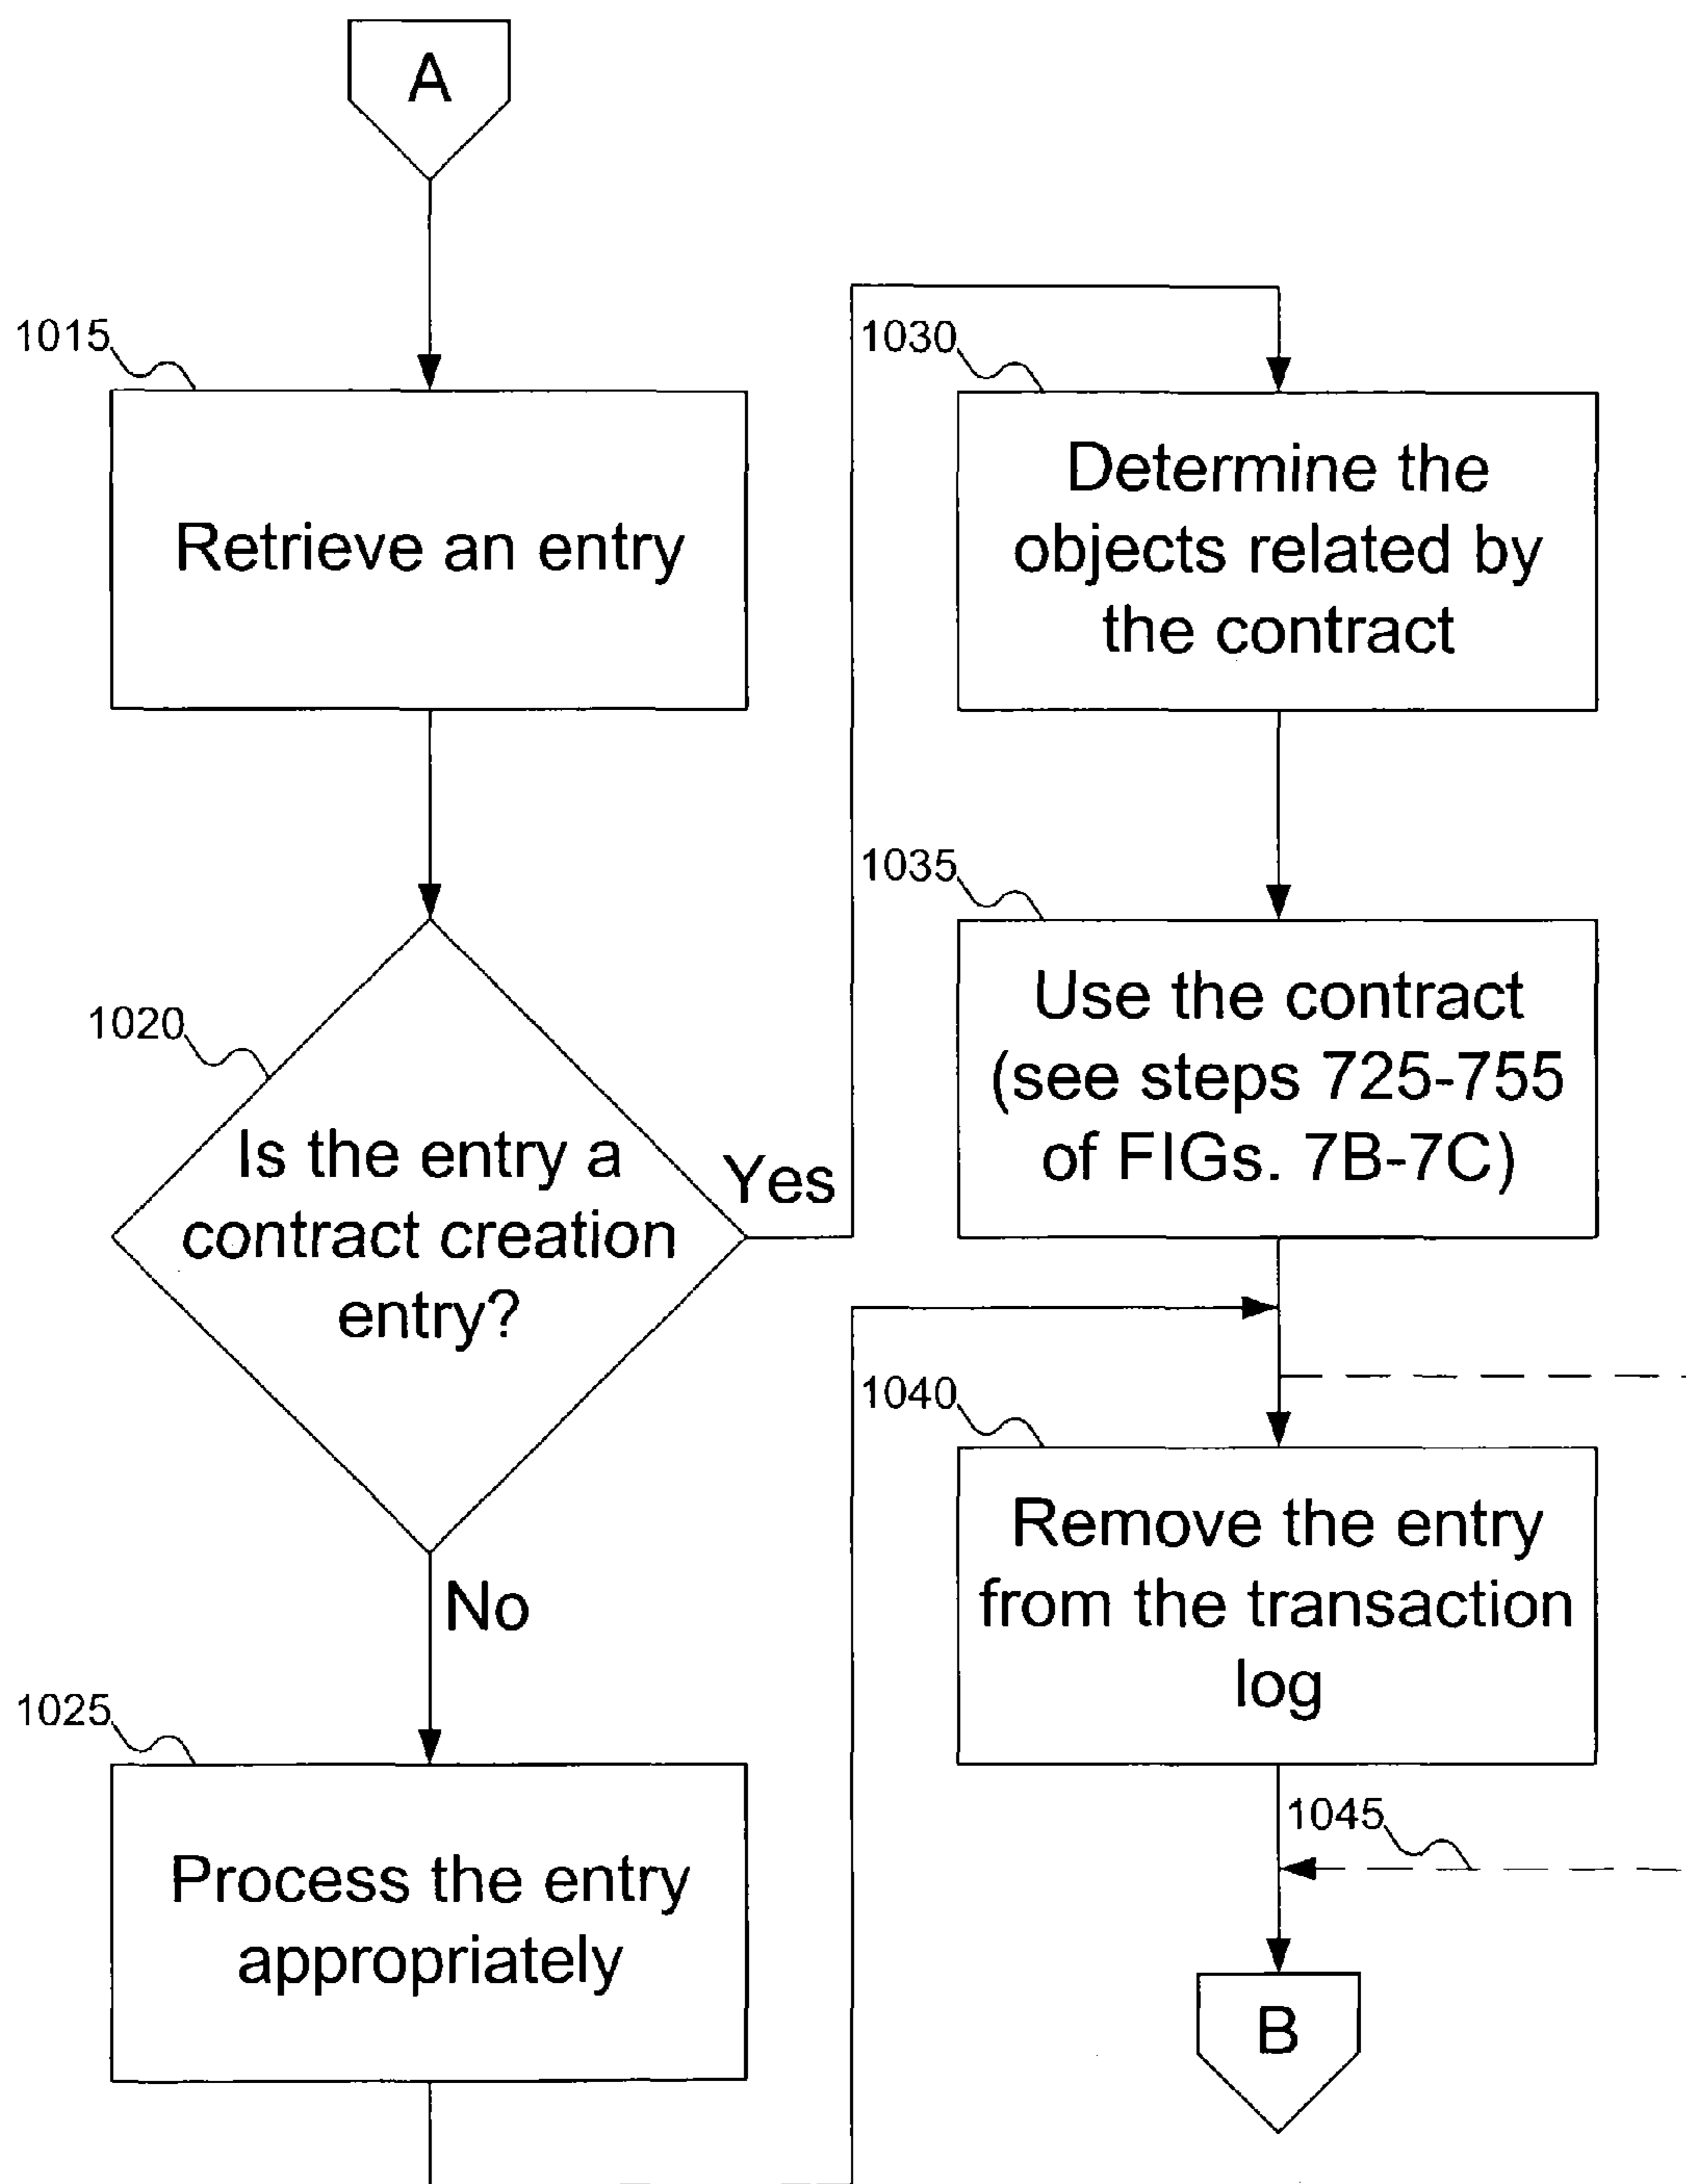 A
1015
Retrieve an entry
1020
Is the entry a
contract creation
entry?
Yes
No
1025
Process the entry
appropriately
1030
Determine the
objects related by
the contract
1035
Use the contract
(see steps 725-755
of FIGs. 7B-7C)
1040
Remove the entry
from the transaction
log
1045
B